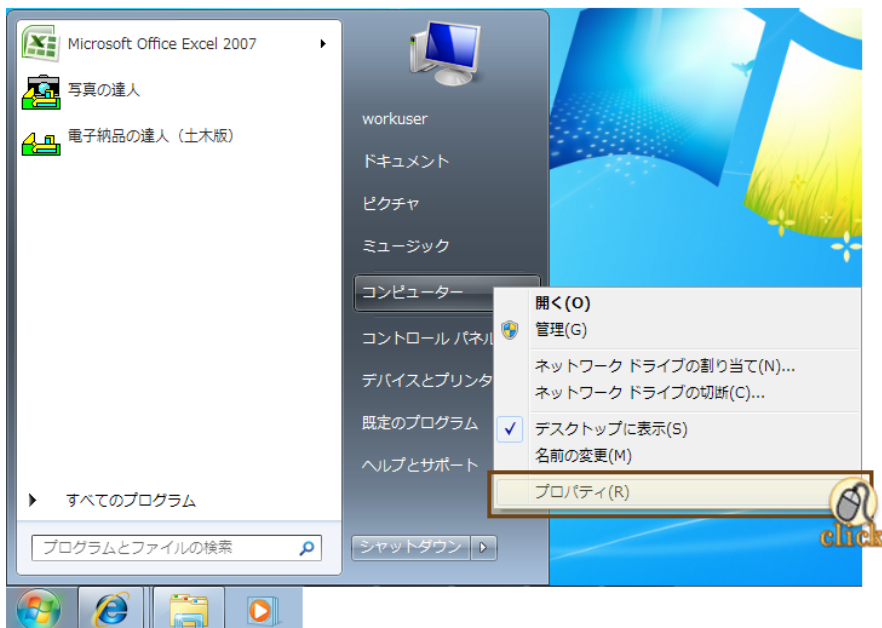 Microsoft Office Excel 2007
写真の達人
電子納品の達人（土木版）
すべてのプログラム
プログラムとファイルの検索
workuser
ドキュメント
ピクチャ
ミュージック
コンピューター
コントロール パネル
デバイスとプリンタ
既定のプログラム
ヘルプとサポート
シャットダウン
開く(O)
管理(G)
ネットワーク ドライブの割り当て(N)...
ネットワーク ドライブの切断(C)...
デスクトップに表示(S)
名前の変更(M)
プロパティ(R)
click